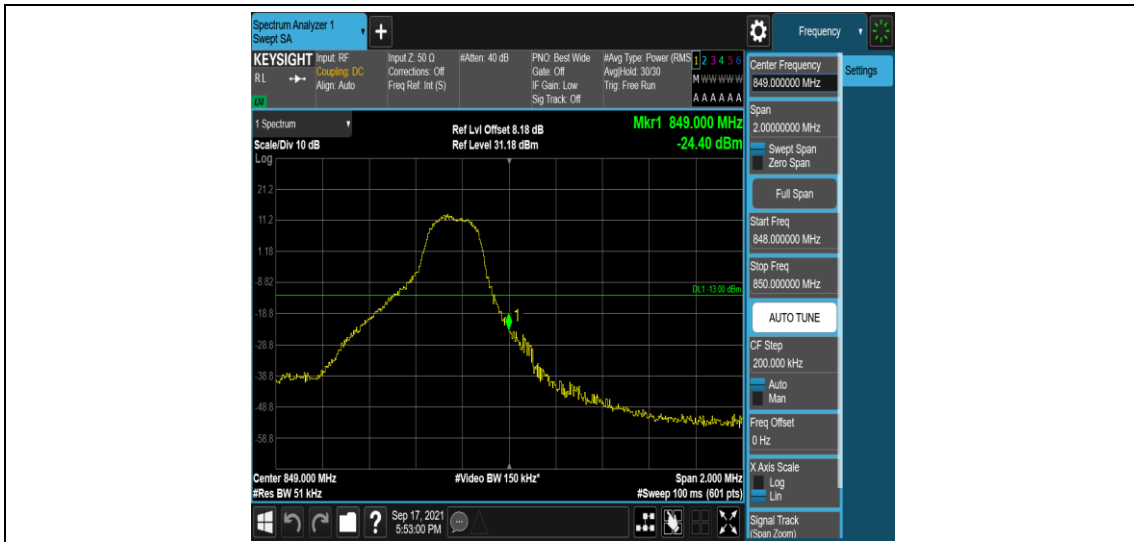 Spectrum Analyzer 1
Swept SA
+
Frequency
KEYSIGHT
RL
LXI
Input: RF
Coupling: DC
Align: Auto
Input Z: 50 Ω
Corrections: Off
Freq Ref: Int (S)
#Atten: 40 dB
PNO: Best Wide
Gate: Off
IF Gain: Low
Sig Track: Off
#Avg Type: Power (RMS
Avg|Hold: 30/30
Trig: Free Run
1 2 3 4 5 6
M W W W W W
A A A A A A
Center Frequency
849.000000 MHz
Settings
Span
2.00000000 MHz
Swept Span
Zero Span
Full Span
Start Freq
848.000000 MHz
Stop Freq
850.000000 MHz
AUTO TUNE
CF Step
200.000 kHz
Auto
Man
Freq Offset
0 Hz
X Axis Scale
Log
Lin
Signal Track
(Span Zoom)
1 Spectrum
Scale/Div 10 dB
Log
Ref Lvl Offset 8.18 dB
Ref Level 31.18 dBm
Mkr1 849.000 MHz
-24.40 dBm
21.2
11.2
1.18
-8.82
DL1 -13.00 dBm
-18.8
1
-28.8
-38.8
-48.8
-58.8
Center 849.000 MHz
#Video BW 150 kHz*
Span 2.000 MHz
#Res BW 51 kHz
#Sweep 100 ms (601 pts)
?
Sep 17, 2021
5:53:00 PM